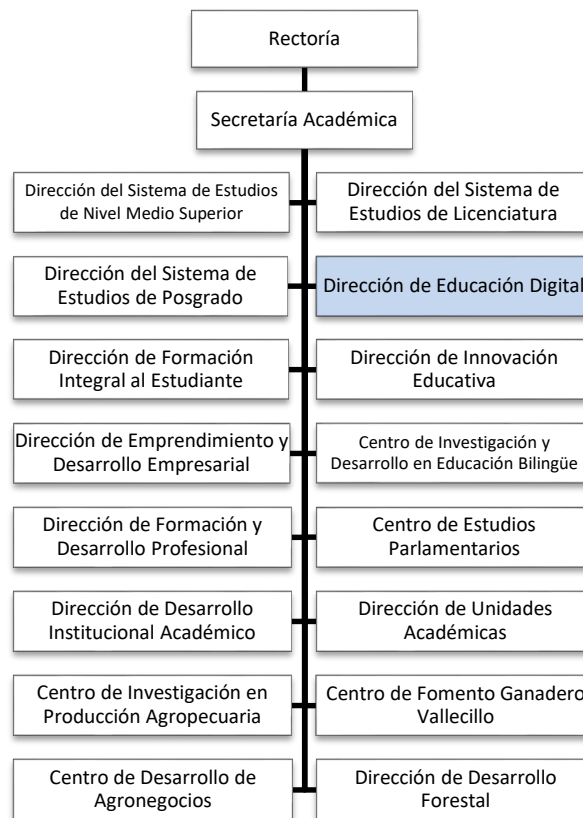 Rectoría
Secretaría Académica
Dirección del Sistema de Estudios
de Nivel Medio Superior
Dirección del Sistema de
Estudios de Licenciatura
Dirección del Sistema de
Estudios de Posgrado
Dirección de Educación Digital
Dirección de Formación
Integral al Estudiante
Dirección de Innovación
Educativa
Dirección de Emprendimiento y
Desarrollo Empresarial
Centro de Investigación y
Desarrollo en Educación Bilingüe
Dirección de Formación y
Desarrollo Profesional
Centro de Estudios
Parlamentarios
Dirección de Desarrollo
Institucional Académico
Dirección de Unidades
Académicas
Centro de Investigación en
Producción Agropecuaria
Centro de Fomento Ganadero
Vallecillo
Centro de Desarrollo de
Agronegocios
Dirección de Desarrollo
Forestal